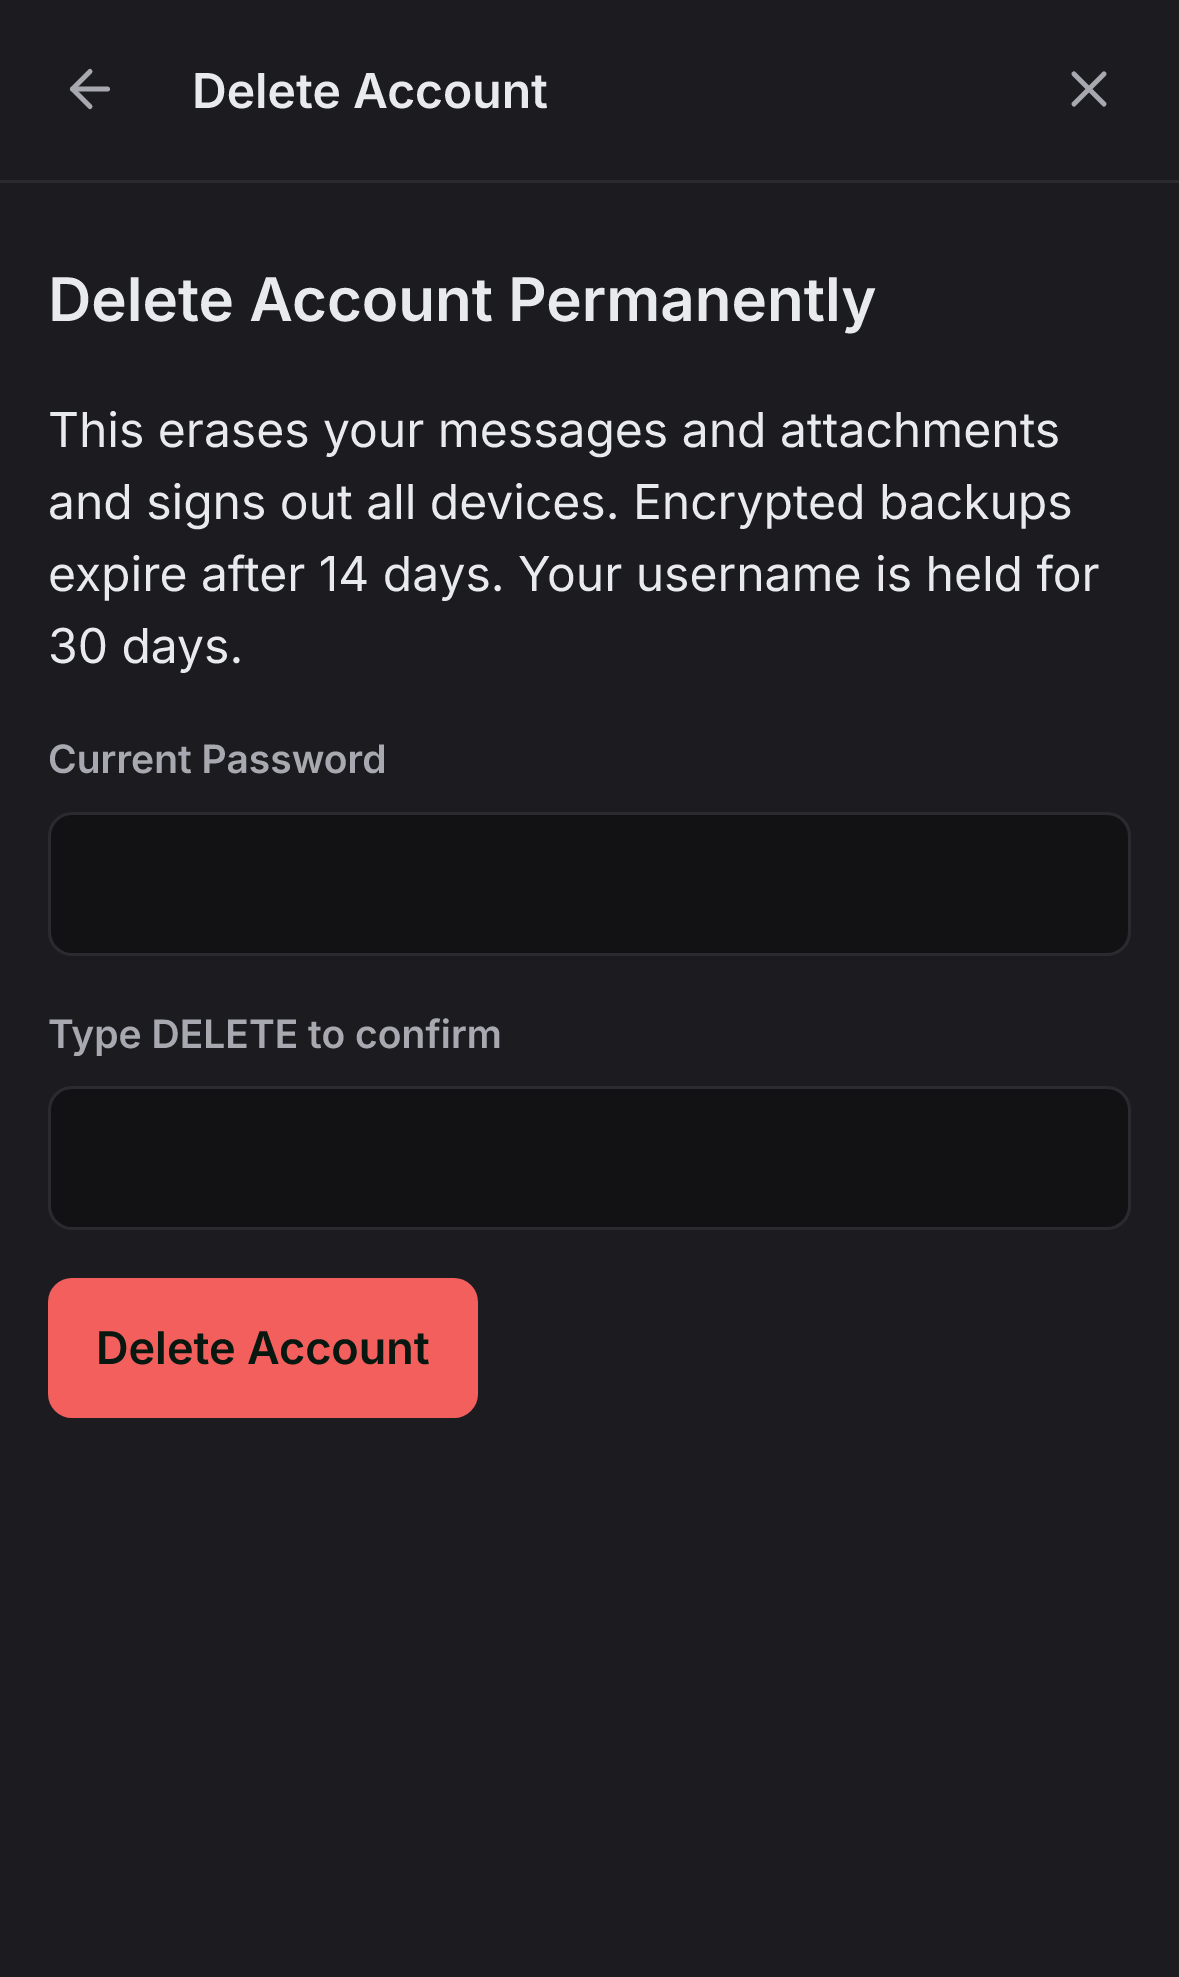 Delete Account
Delete Account Permanently
This erases your messages and attachments
and signs out all devices. Encrypted backups
expire after 14 days. Your username is held for
30 days.
Current Password
Type DELETE to confirm
Delete Account